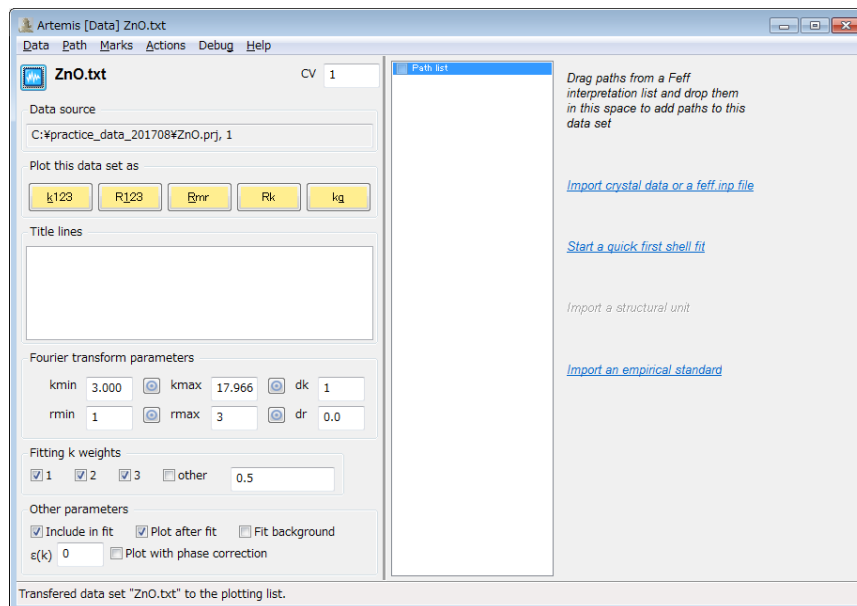 Artemis [Data] ZnO.txt
Data Path Marks Actions Debug Help
ZnO.txt
CV 1
Data source
C:¥practice_data_201708¥ZnO.prj, 1
Plot this data set as
k123 R123 Rmr Rk kq
Title lines
Fourier transform parameters
kmin 3.000 kmax 17.966 dk 1
rmin 1 rmax 3 dr 0.0
Fitting k weights
1 2 3 other 0.5
Other parameters
Include in fit Plot after fit Fit background
ε(k) 0 Plot with phase correction
Path list
Drag paths from a Feff
interpretation list and drop them
in this space to add paths to this
data set
Import crystal data or a feff.inp file
Start a quick first shell fit
Import a structural unit
Import an empirical standard
Transfered data set "ZnO.txt" to the plotting list.